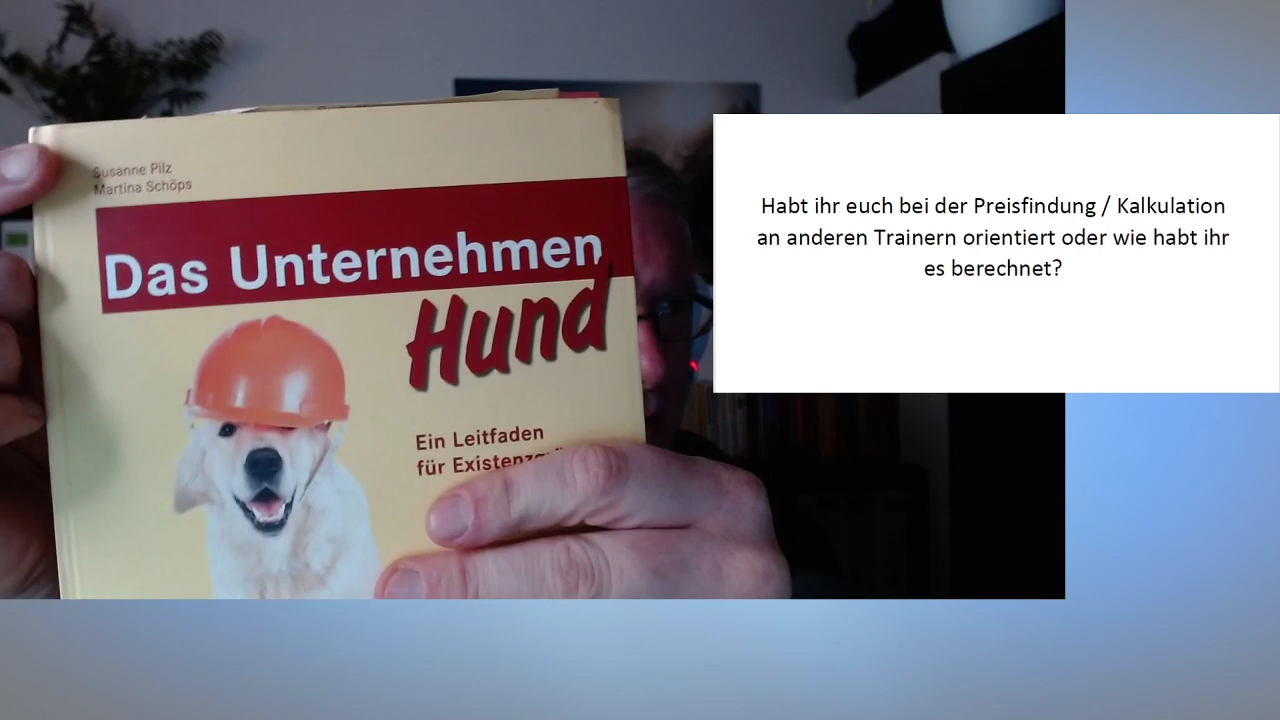 Susanne Pilz
Martina Schöps
Das Unternehmen
Hund
Ein Leitfaden
für
Habt ihr euch bei der Preisfindung / Kalkulation
an anderen Trainern orientiert oder wie habt ihr
es berechnet?